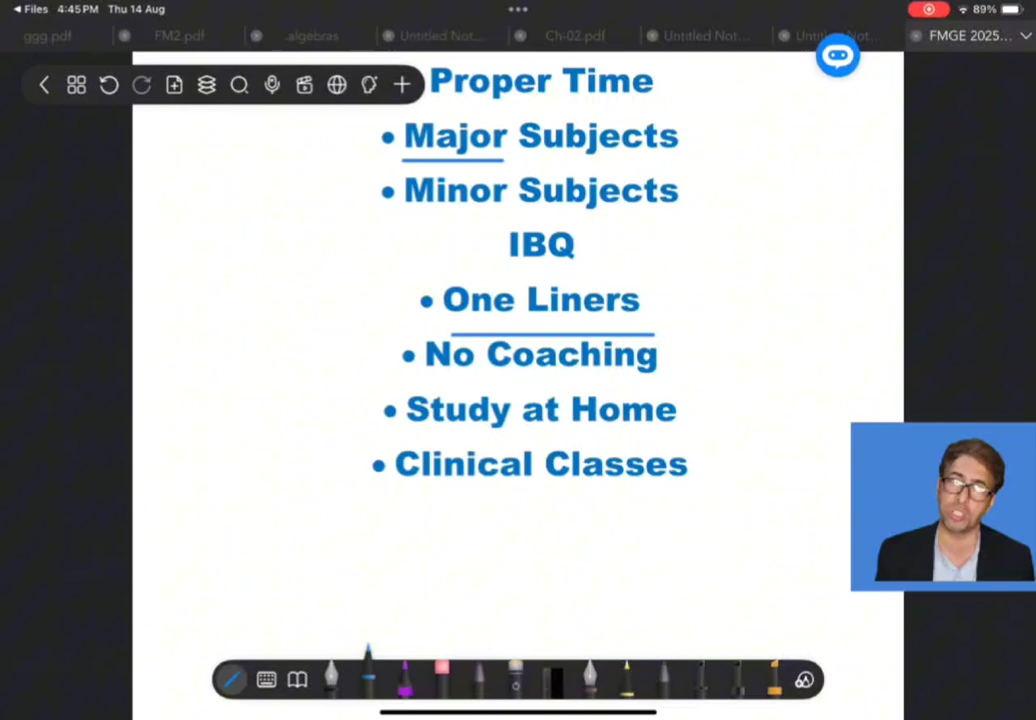 Files 4:45 PM Thu 14 Aug
89%
ggg.pdf FM2.pdf algebras Untitled Not... Ch-02.pdf Untitled Not... Untitled Not... FMGE 2025...
Proper Time
• Major Subjects
• Minor Subjects
IBQ
• One Liners
• No Coaching
• Study at Home
• Clinical Classes